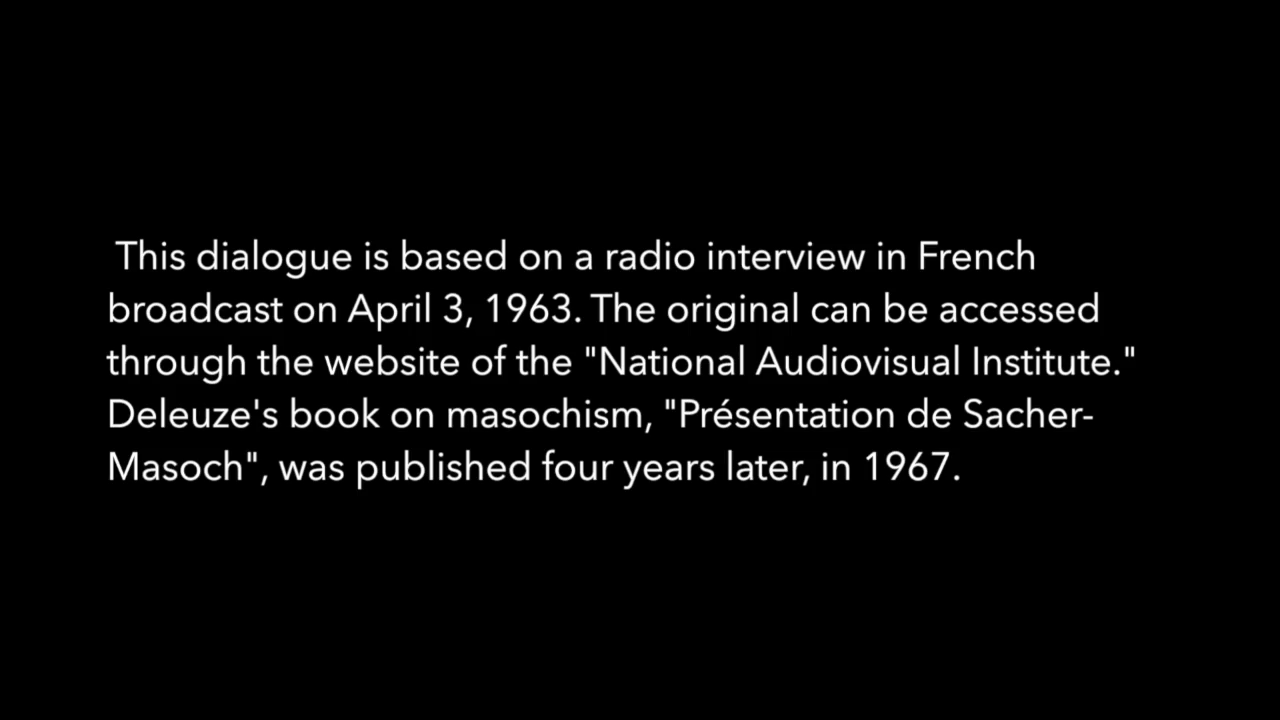 This dialogue is based on a radio interview in French
broadcast on April 3, 1963. The original can be accessed
through the website of the "National Audiovisual Institute."
Deleuze's book on masochism, "Présentation de Sacher-
Masoch", was published four years later, in 1967.